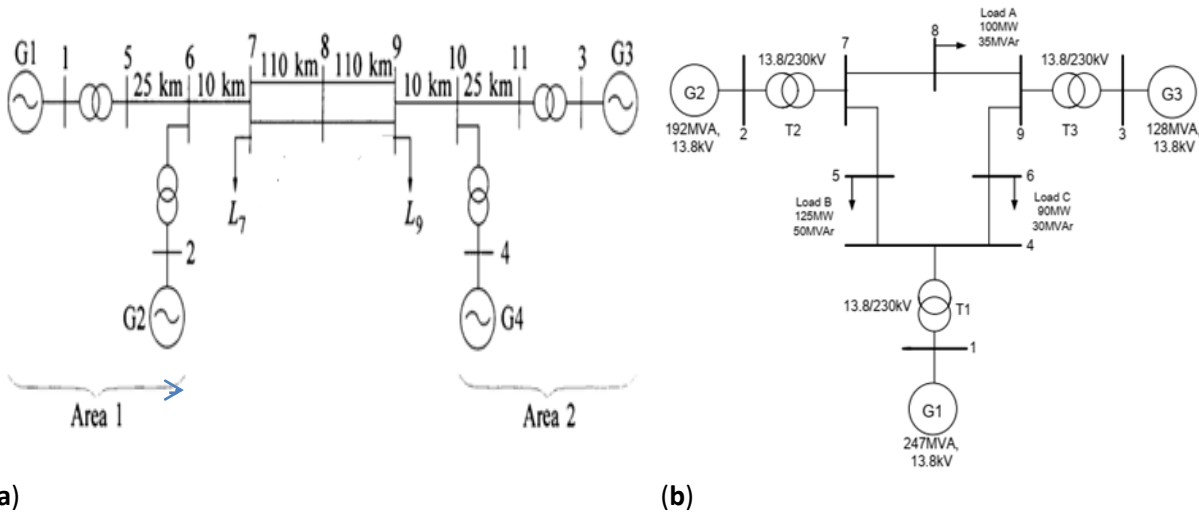 G1 1 5 6 7 8 9 10 11 3 G3
25 km 10 km 110 km 110 km 10 km 25 km
L7 L9
2 4
G2 G4
Area 1 Area 2
a)
8
Load A
100MW
35MVAr
7
13.8/230kV 13.8/230kV
G2 G3
192MVA,
13.8kV
2 T2
9 T3 3
128MVA,
13.8kV
5 6
Load B
125MW
50MVAr
Load C
90MW
30MVAr
4
13.8/230kV T1
1
G1
247MVA,
13.8kV
(b)